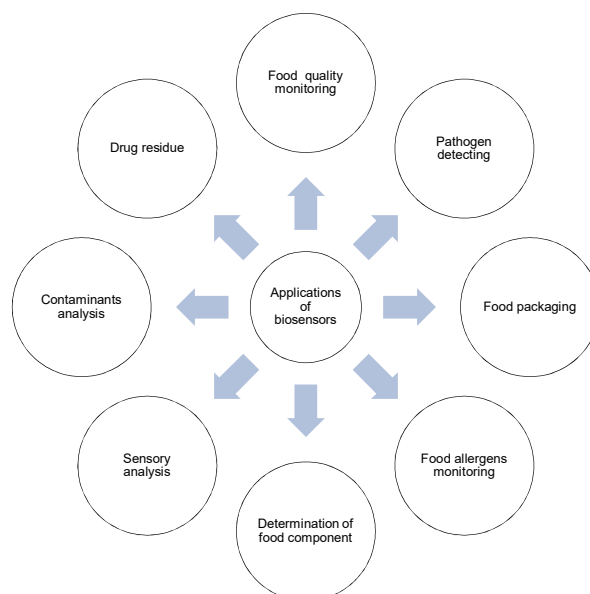 Food quality
monitoring
Pathogen
detecting
Drug residue
Applications
of
biosensors
Contaminants
analysis
Food packaging
Sensory
analysis
Food allergens
monitoring
Determination of
food component